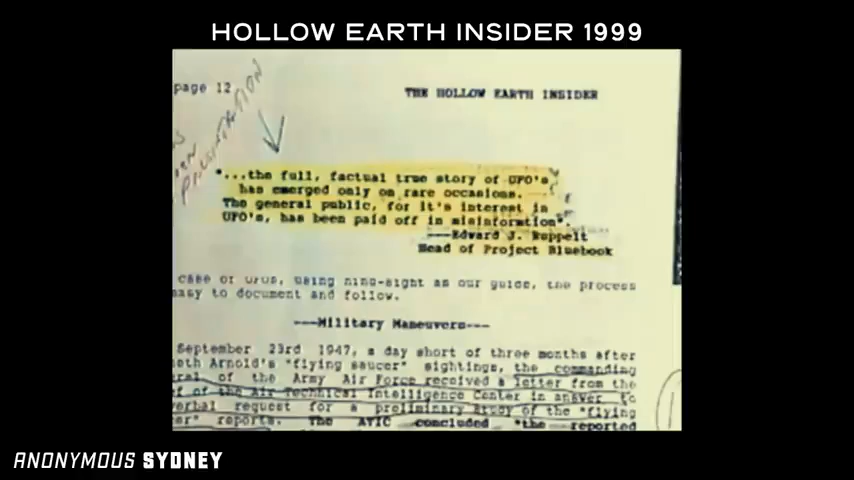 HOLLOW EARTH INSIDER 1999
page 12
THE HOLLOW EARTH INSIDER
"...the full, factual true story of UFO's
has emerged only on rare occasions.
The general public, for it's interest in
UFO's, has been paid off in misinformation".
---Edward J. Ruppelt
Head of Project Bluebook
case of UFOs, using hind-sight as our guide, the process
easy to document and follow.
---Military Maneuvers---
September 23rd 1947, a day short of three months after
eth Arnold's "flying saucer" sightings, the commanding
ral of the Army Air Force received a letter from the
ef of the Air Technical Intelligence Center in answer to
verbal request for a preliminary study of the "flying
er" reports. The ATIC concluded "the reported
ANONYMOUS SYDNEY